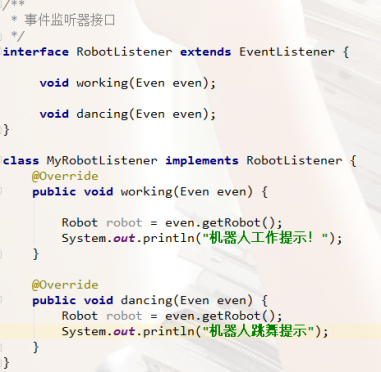 /**
 * 事件监听器接口
 */
interface RobotListener extends EventListener {
void working(Even even);
void dancing(Even even);
}
class MyRobotListener implements RobotListener {
@Override
public void working(Even even) {
Robot robot = even.getRobot();
System.out.println("机器人工作提示！");
}
@Override
public void dancing(Even even) {
Robot robot = even.getRobot();
System.out.println("机器人跳舞提示");
}
}